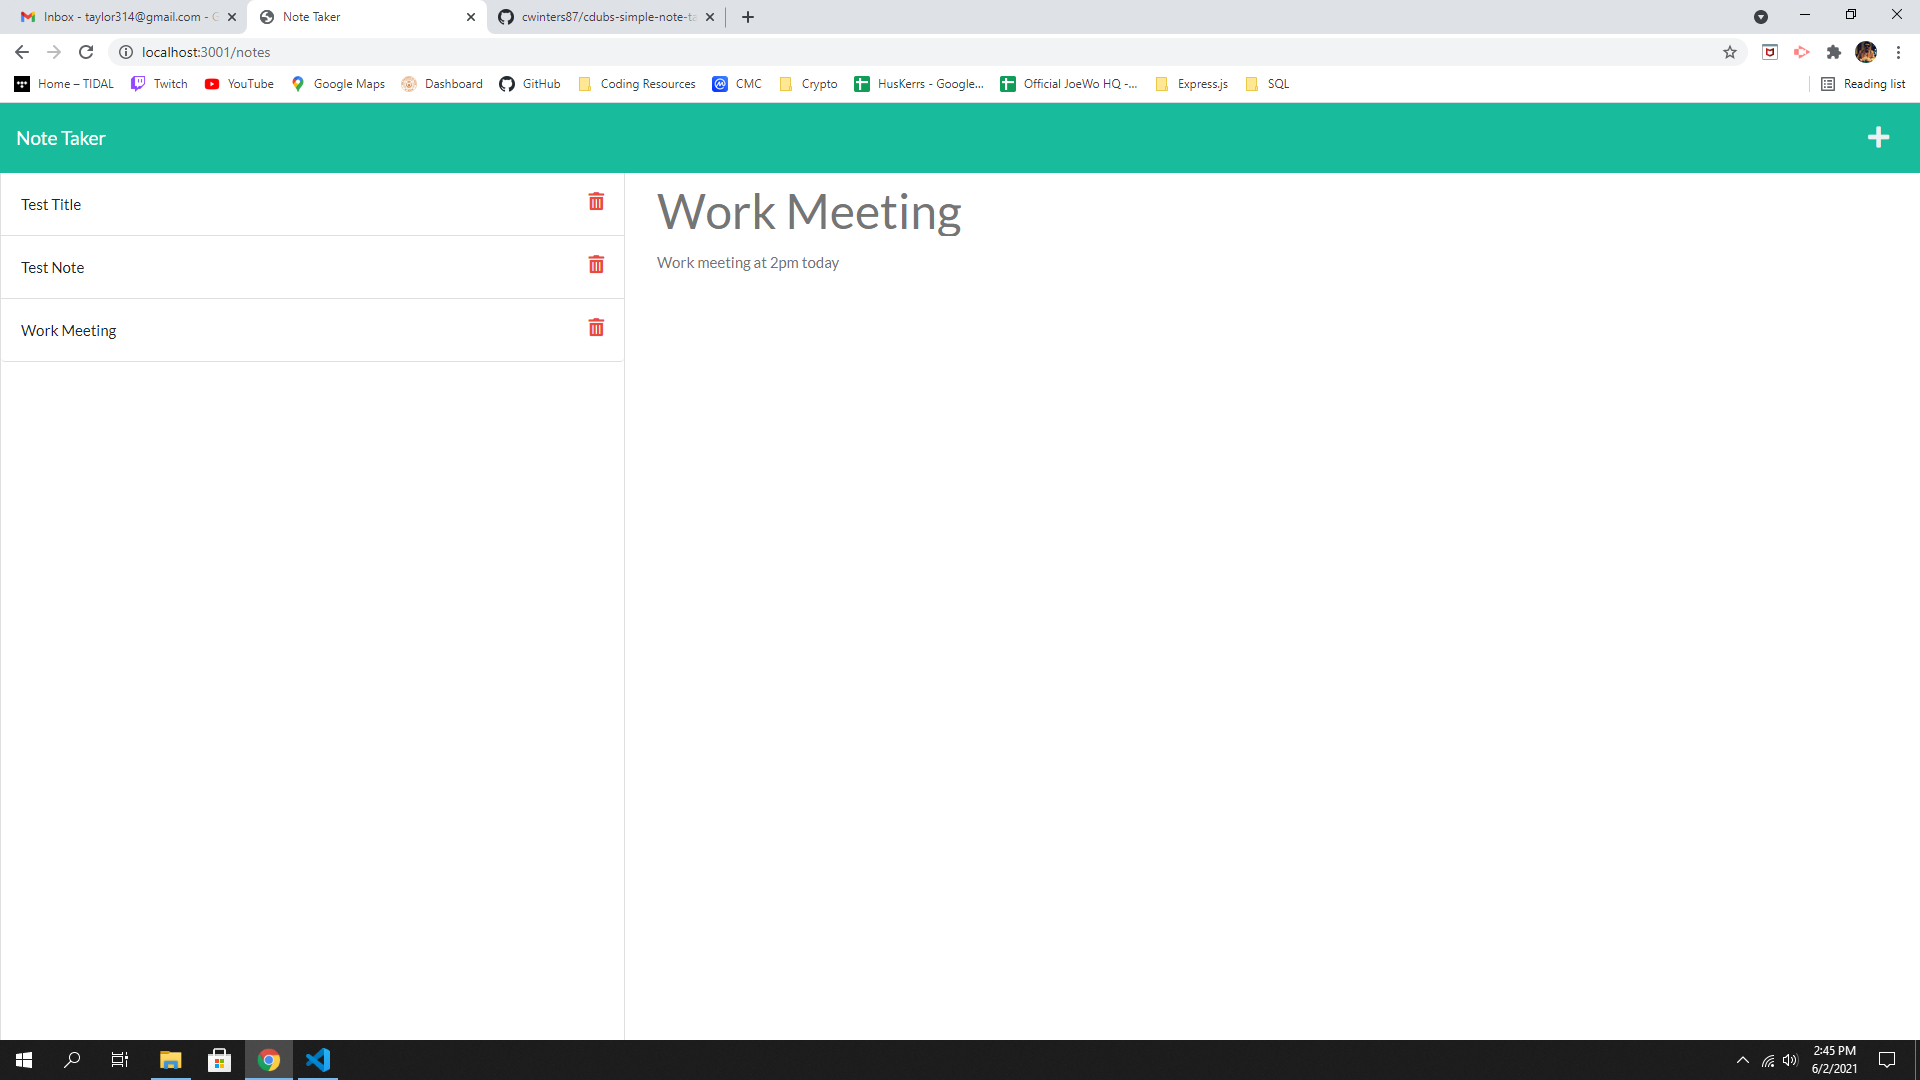 Inbox - taylor314@gmail.com - G
Note Taker
cwinters87/cdubs-simple-note-ta
localhost:3001/notes
Home – TIDAL
Twitch
YouTube
Google Maps
Dashboard
GitHub
Coding Resources
CMC
Crypto
HusKerrs - Google...
Official JoeWo HQ -...
Express.js
SQL
Reading list
Note Taker
Test Title
Test Note
Work Meeting
Work Meeting
Work meeting at 2pm today
2:45 PM
6/2/2021